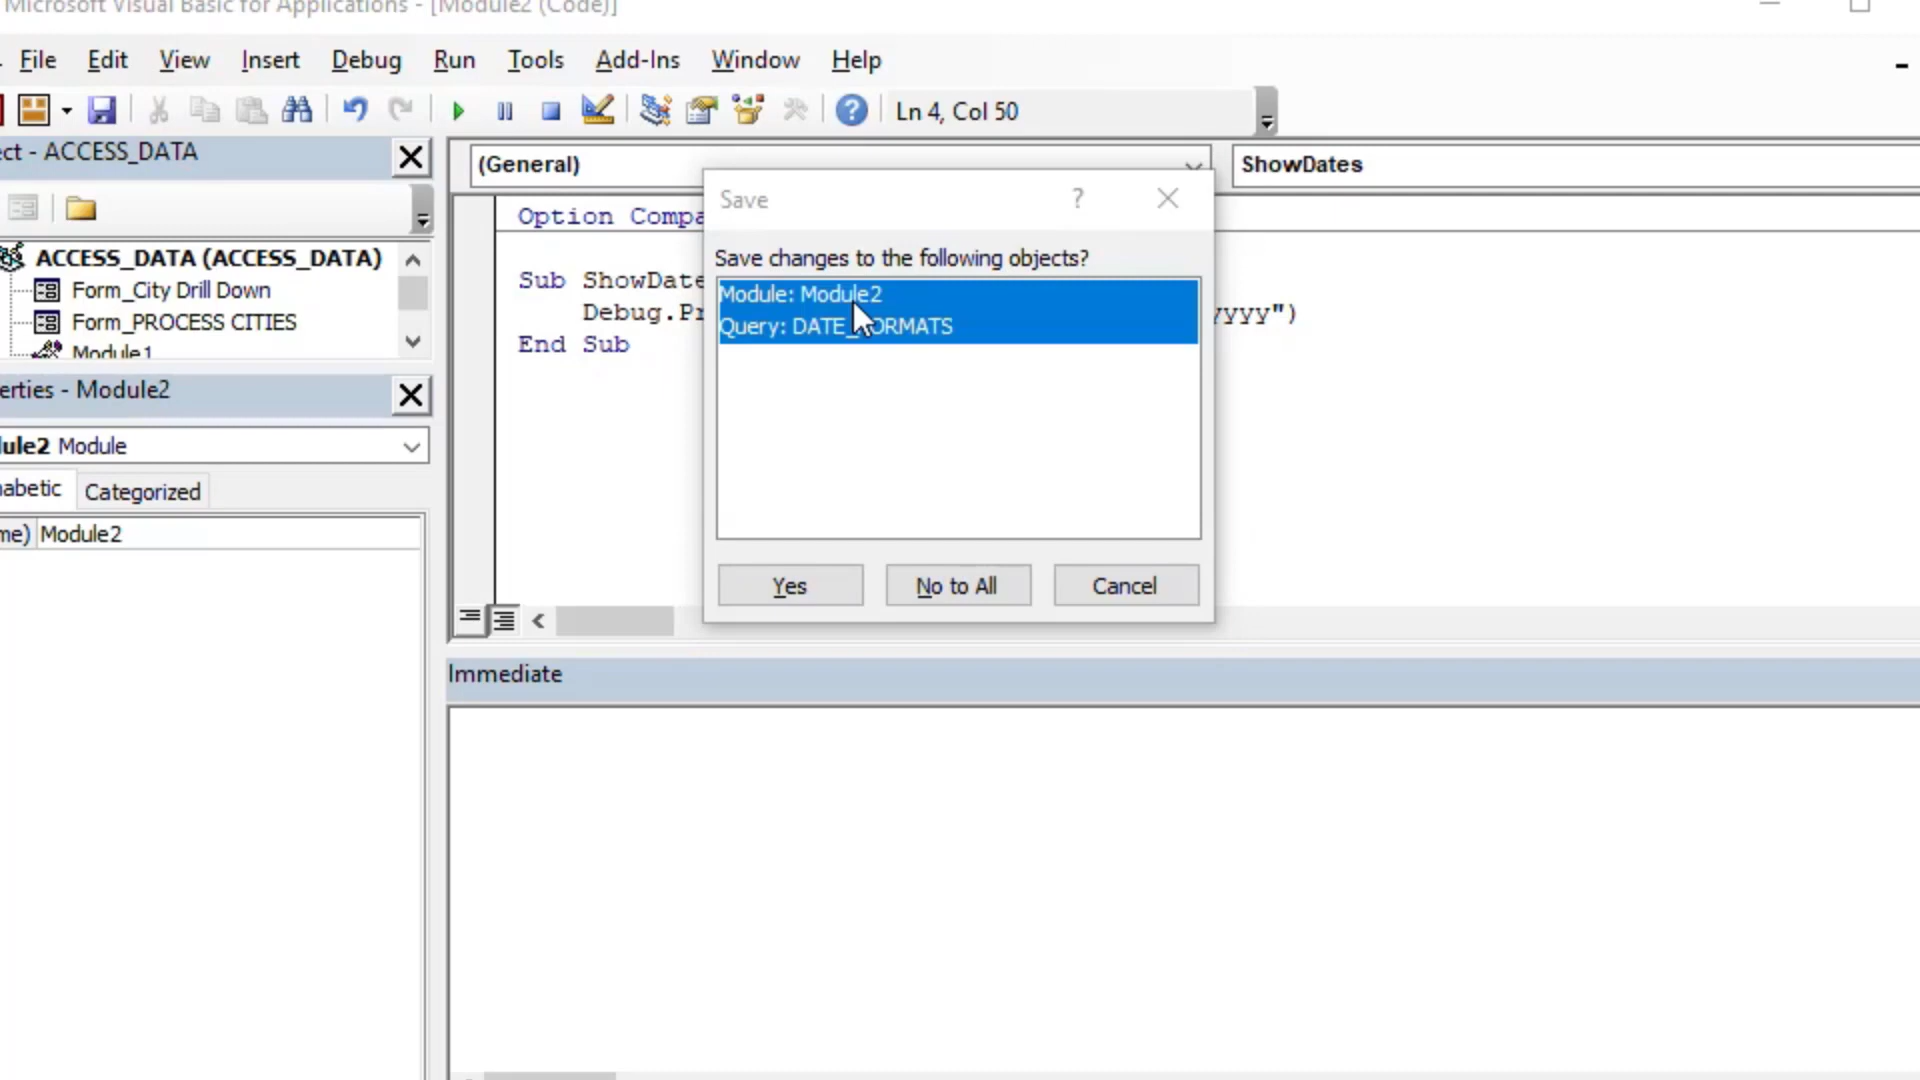 Microsoft Visual Basic for Applications - [Module2 (Code)]
File Edit View Insert Debug Run Tools Add-Ins Window Help
Ln 4, Col 50
ect - ACCESS_DATA
(General)
ShowDates
ACCESS_DATA (ACCESS_DATA)
Form_City Drill Down
Form_PROCESS CITIES
Module1
erties - Module2
ule2 Module
abetic Categorized
me) Module2
Option Compa
Sub ShowDate
Debug.Pr yyyy")
End Sub
Save
Save changes to the following objects?
Module: Module2
Query: DATE_FORMATS
Yes No to All Cancel
Immediate